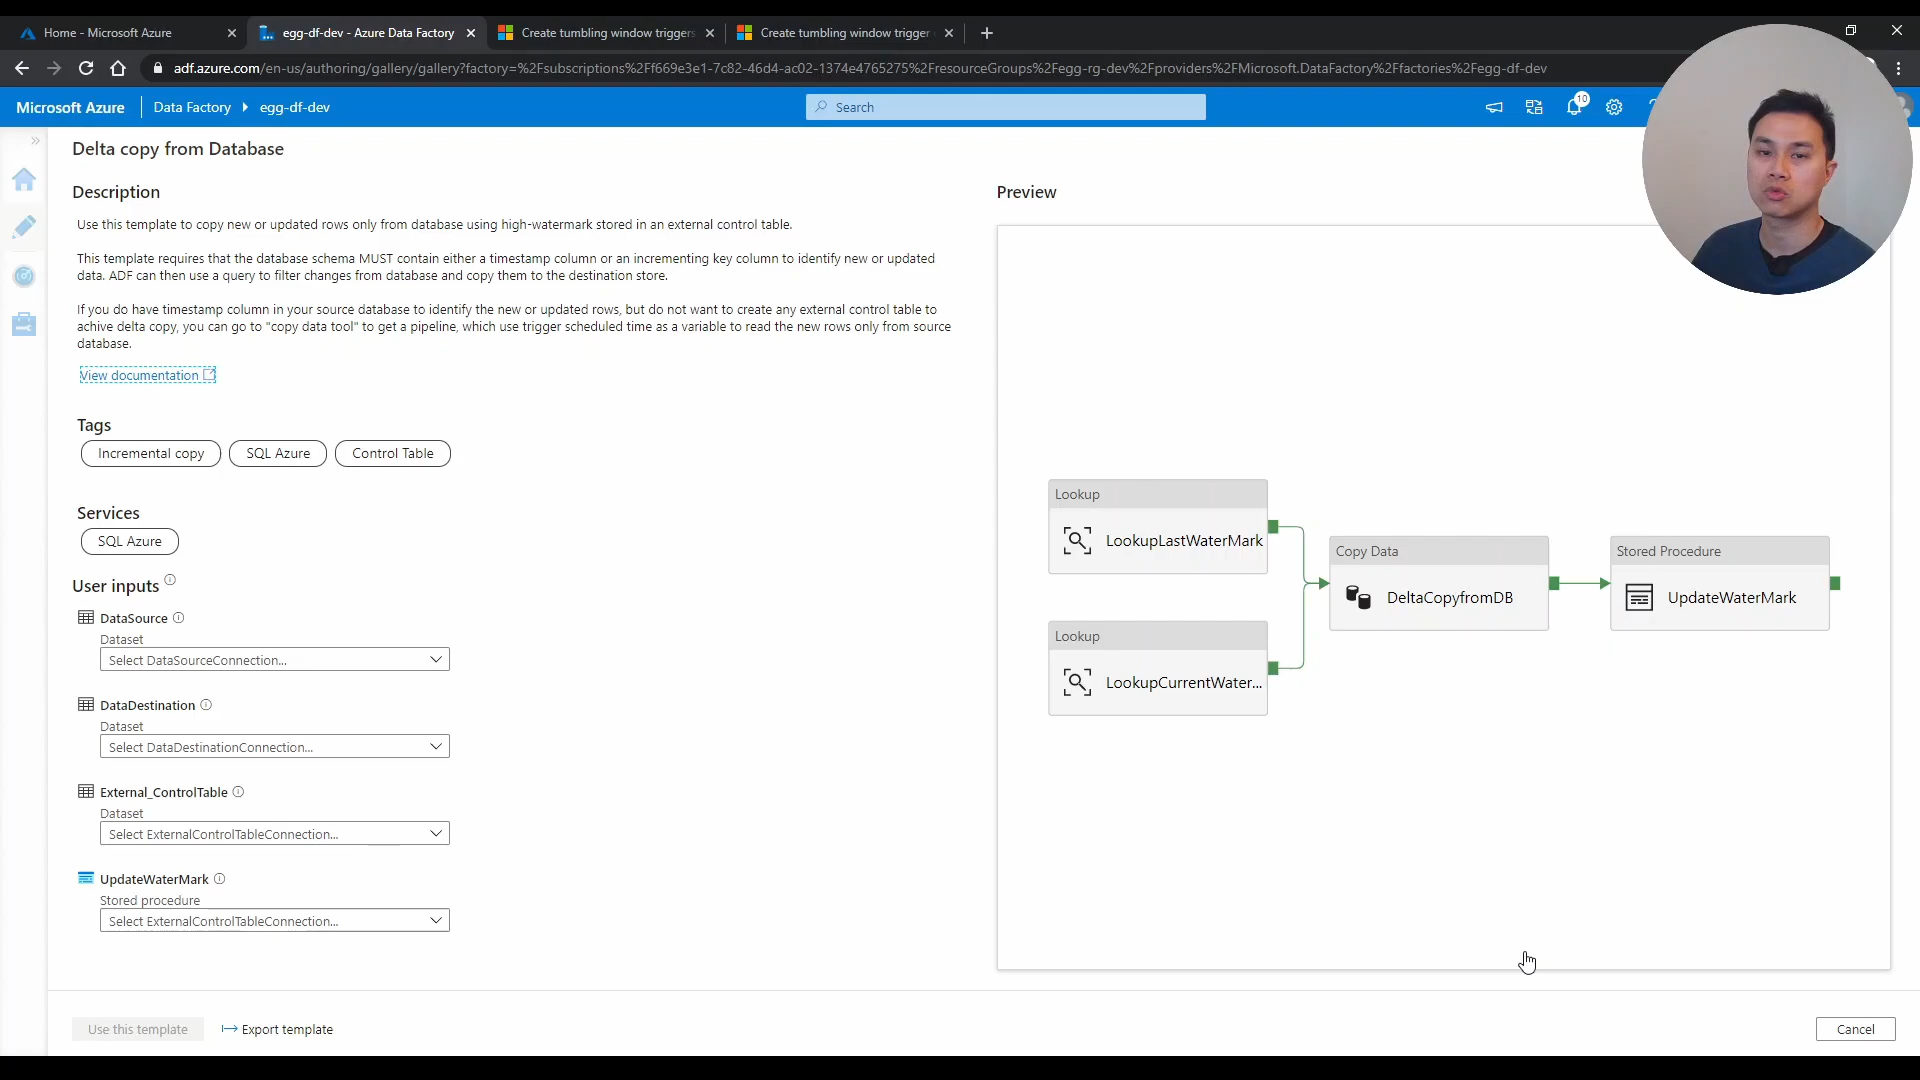 Home - Microsoft Azure
egg-df-dev - Azure Data Factory
Create tumbling window triggers
Create tumbling window trigger
adf.azure.com/en-us/authoring/gallery/gallery?factory=%2Fsubscriptions%2Ff669e3e1-7c82-46d4-ac02-1374e4765275%2FresourceGroups%2Fegg-rg-dev%2Fproviders%2FMicrosoft.DataFactory%2Ffactories%2Fegg-df-dev
Microsoft Azure
Data Factory
egg-df-dev
Search
10
Delta copy from Database
Description
Use this template to copy new or updated rows only from database using high-watermark stored in an external control table.
This template requires that the database schema MUST contain either a timestamp column or an incrementing key column to identify new or updated
data. ADF can then use a query to filter changes from database and copy them to the destination store.
If you do have timestamp column in your source database to identify the new or updated rows, but do not want to create any external control table to
achive delta copy, you can go to "copy data tool" to get a pipeline, which use trigger scheduled time as a variable to read the new rows only from source
database.
View documentation
Tags
Incremental copy
SQL Azure
Control Table
Services
SQL Azure
User inputs
DataSource
Dataset
Select DataSourceConnection...
DataDestination
Dataset
Select DataDestinationConnection...
External_ControlTable
Dataset
Select ExternalControlTableConnection...
UpdateWaterMark
Stored procedure
Select ExternalControlTableConnection...
Preview
Lookup
LookupLastWaterMark
Lookup
LookupCurrentWater...
Copy Data
DeltaCopyfromDB
Stored Procedure
UpdateWaterMark
Use this template
Export template
Cancel